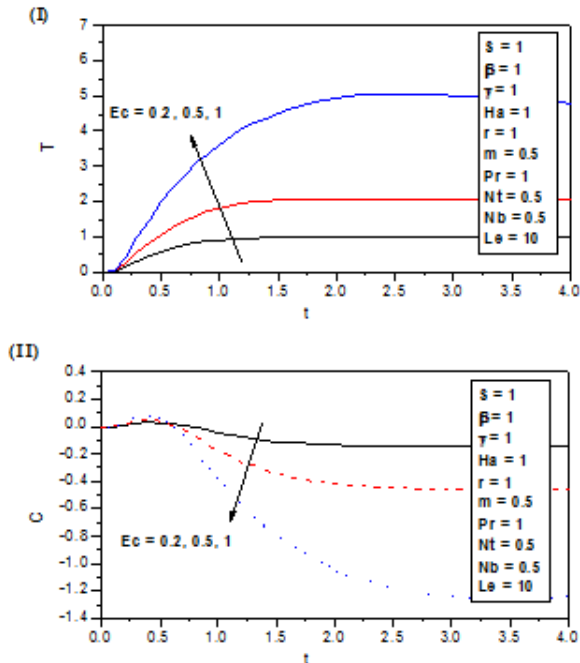 (I)
7
6
5
4
3
2
1
0
T
Ec = 0.2, 0.5, 1
S = 1
β = 1
γ = 1
Ha = 1
r = 1
m = 0.5
Pr = 1
Nt = 0.5
Nb = 0.5
Le = 10
0.0 0.5 1.0 1.5 2.0 2.5 3.0 3.5 4.0
t
(II)
0.4
0.2
0.0
-0.2
-0.4
-0.6
-0.8
-1.0
-1.2
-1.4
C
Ec = 0.2, 0.5, 1
S = 1
β = 1
γ = 1
Ha = 1
r = 1
m = 0.5
Pr = 1
Nt = 0.5
Nb = 0.5
Le = 10
0.0 0.5 1.0 1.5 2.0 2.5 3.0 3.5 4.0
t